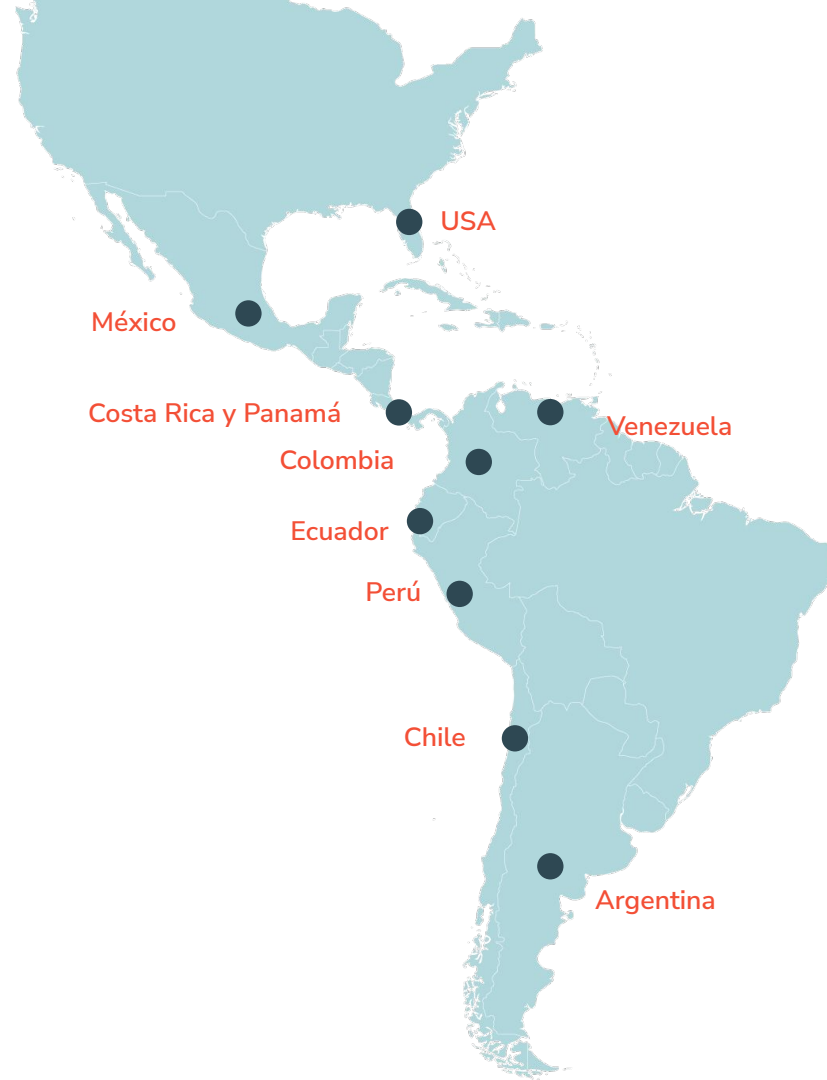 USA
México
Costa Rica y Panamá
Venezuela
Colombia
Ecuador
Perú
Chile
Argentina